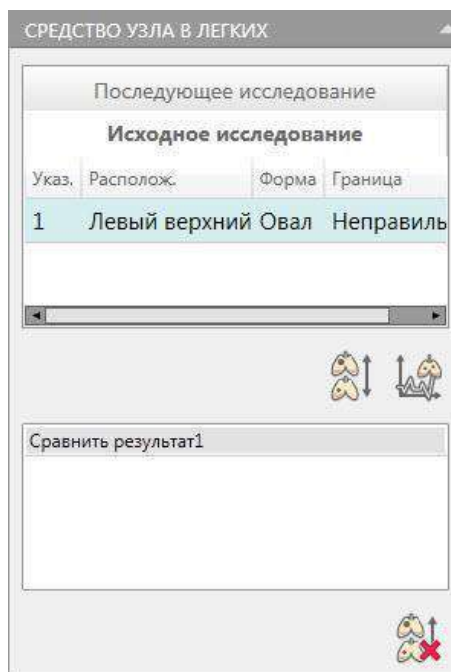 СРЕДСТВО УЗЛА В ЛЕГКИХ
Последующее исследование
Исходное исследование
Указ. Располож. Форма Граница
1 Левый верхний Овал Неправиль
Сравнить результат1